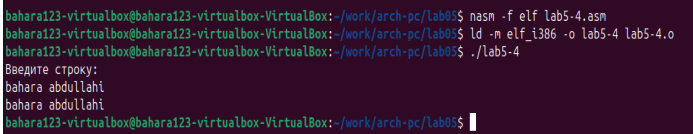 bahara123-virtualbox@bahara123-virtualbox-VirtualBox:~/work/arch-pc/lab05$ nasm -f elf lab5-4.asm
bahara123-virtualbox@bahara123-virtualbox-VirtualBox:~/work/arch-pc/lab05$ ld -m elf_i386 -o lab5-4 lab5-4.o
bahara123-virtualbox@bahara123-virtualbox-VirtualBox:~/work/arch-pc/lab05$ ./lab5-4
Введите строку:
bahara abdullahi
bahara abdullahi
bahara123-virtualbox@bahara123-virtualbox-VirtualBox:~/work/arch-pc/lab05$